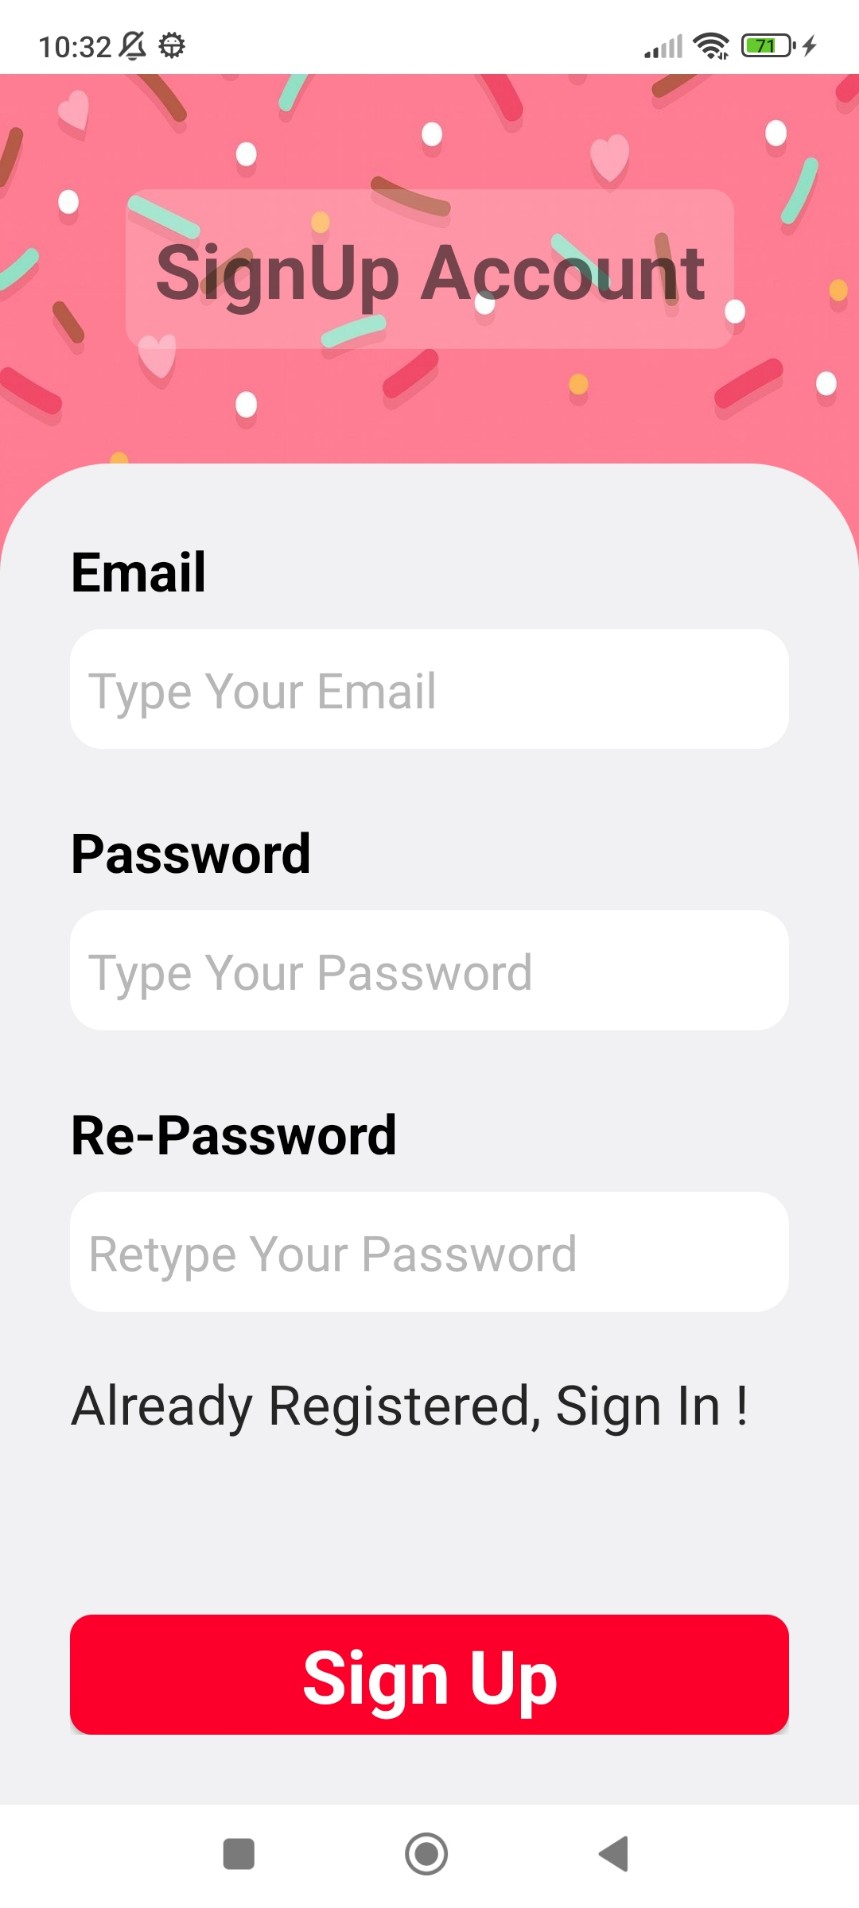 10:32
71
SignUp Account
Email
Type Your Email
Password
Type Your Password
Re-Password
Retype Your Password
Already Registered, Sign In !
Sign Up